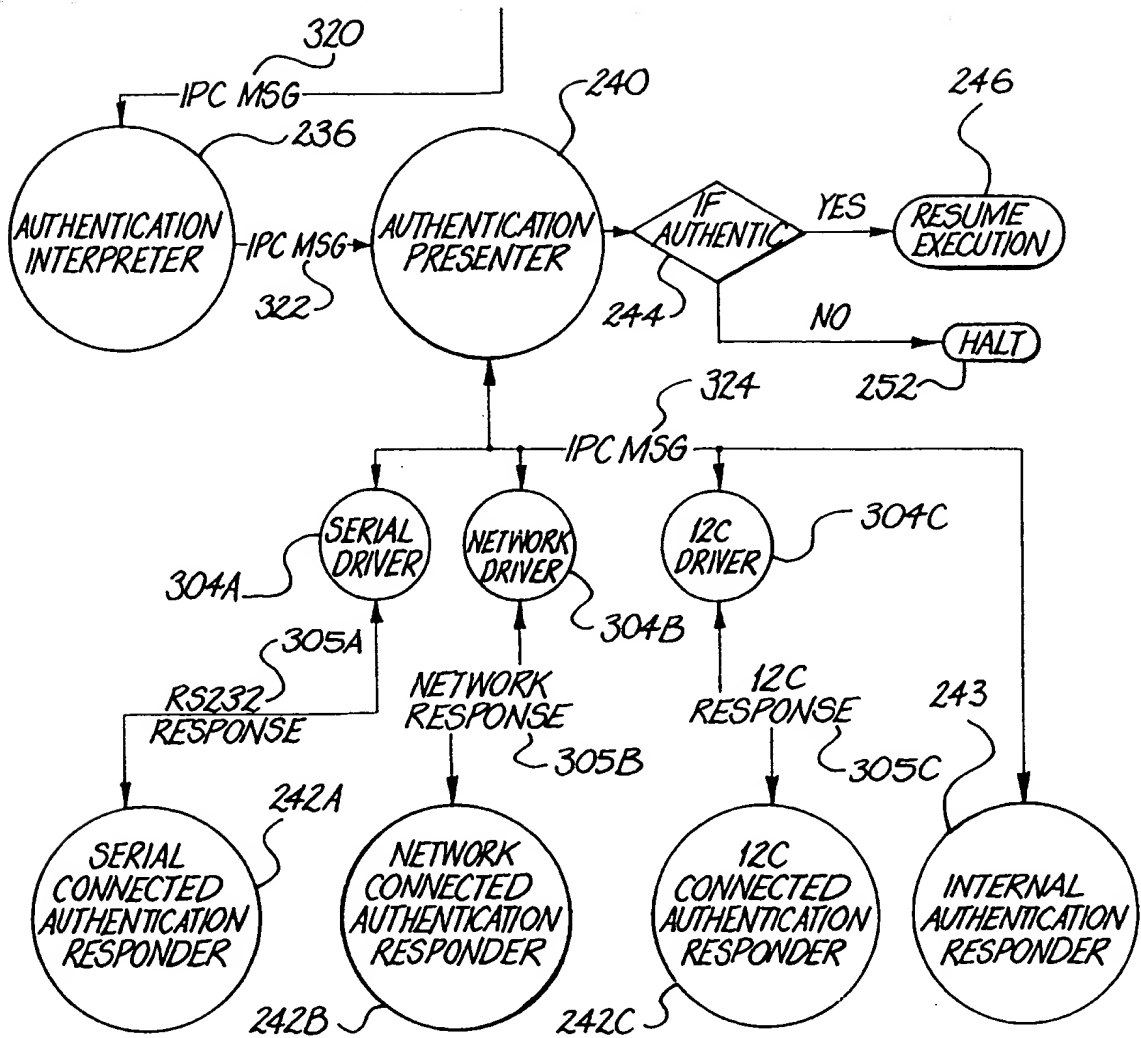 320
IPC MSG
240
246
236
AUTHENTICATION
INTERPRETER
IPC MSG
322
AUTHENTICATION
PRESENTER
IF
AUTHENTIC
244
YES
RESUME
EXECUTION
NO
HALT
252
324
IPC MSG
SERIAL
DRIVER
304A
NETWORK
DRIVER
304B
12C
DRIVER
304C
305A
RS232
RESPONSE
NETWORK
RESPONSE
305B
12C
RESPONSE
305C
243
242A
SERIAL
CONNECTED
AUTHENTICATION
RESPONDER
NETWORK
CONNECTED
AUTHENTICATION
RESPONDER
242B
12C
CONNECTED
AUTHENTICATION
RESPONDER
242C
INTERNAL
AUTHENTICATION
RESPONDER